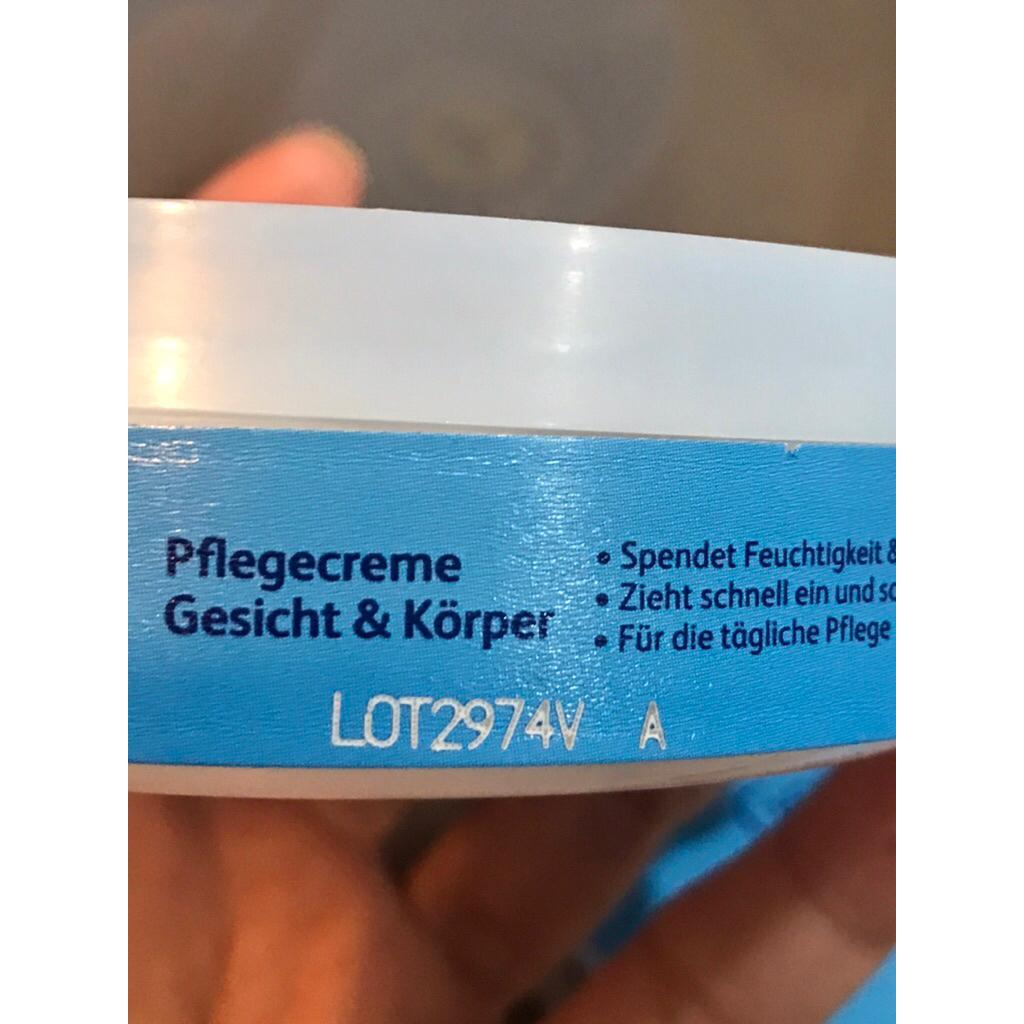 Pflegecreme
Gesicht & Körper
• Spendet Feuchtigkeit &
• Zieht schnell ein und
• Für die tägliche Pflege
LOT2974V A